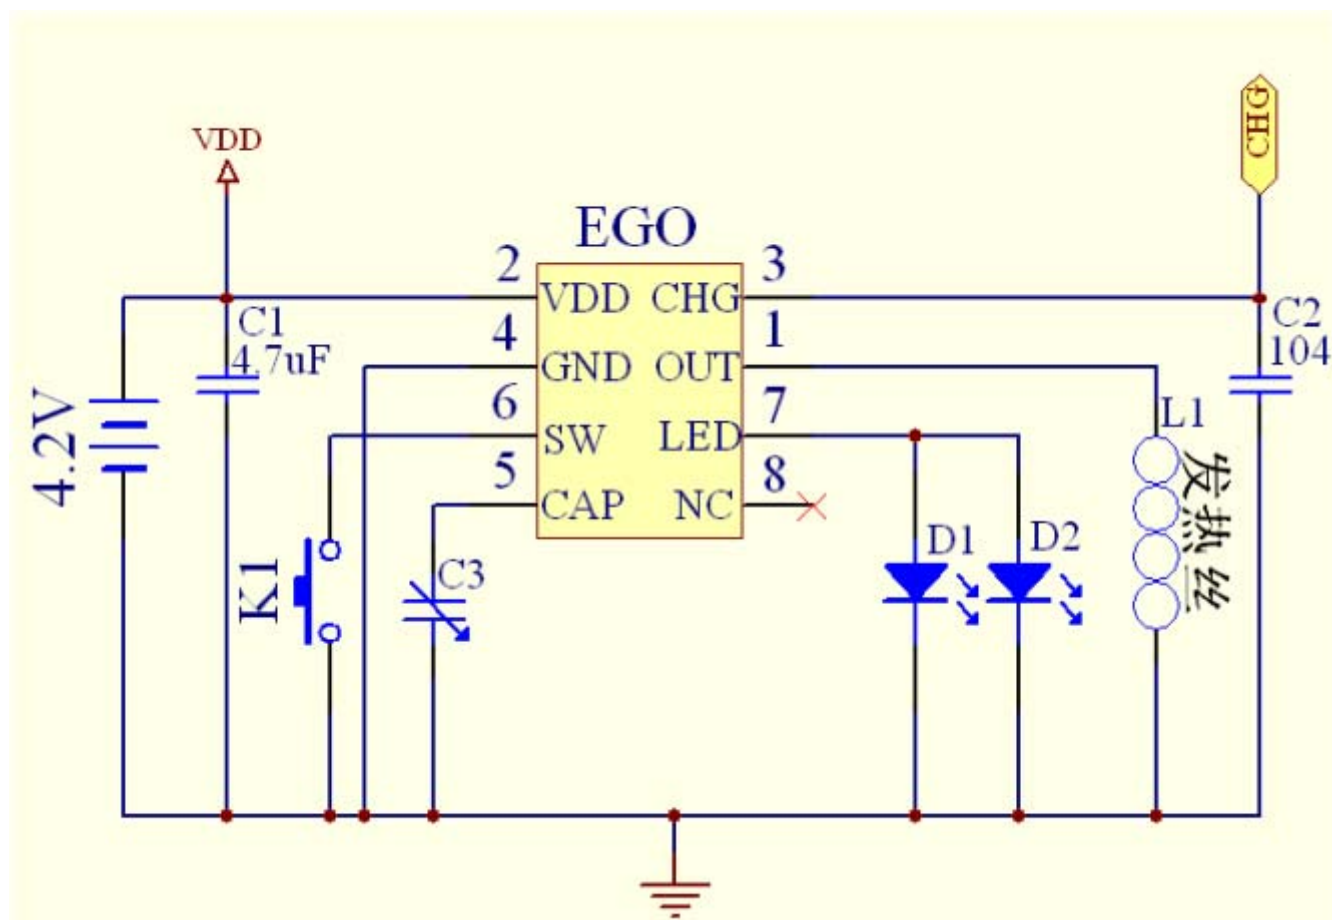 VDD
CHG
EGO
2
3
VDD
CHG
C1
4.7uF
C2
104
4
1
GND
OUT
4.2V
6
7
SW
LED
L1
5
8
CAP
NC
发热丝
K1
C3
D1
D2